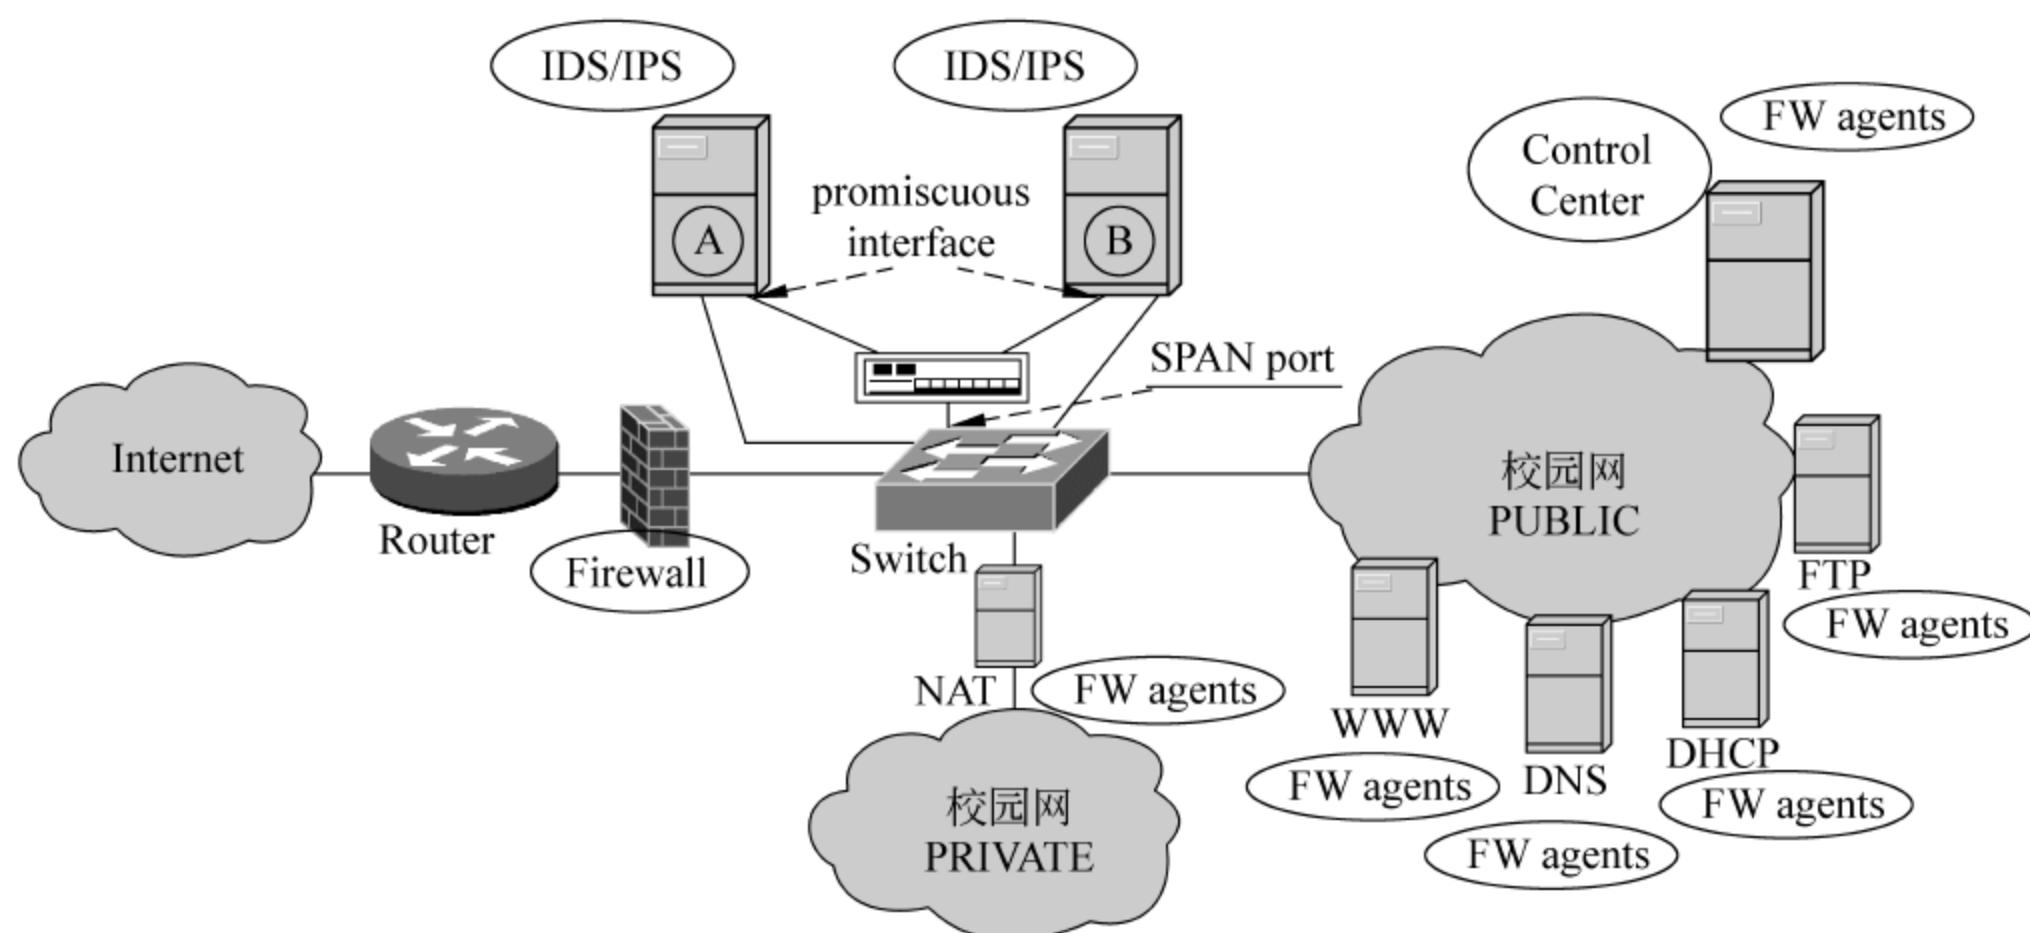 IDS/IPS
IDS/IPS
FW agents
Control
Center
promiscuous
interface
A
B
SPAN port
Internet
Router
Firewall
Switch
校园网
PUBLIC
FTP
FW agents
NAT
FW agents
WWW
FW agents
DNS
FW agents
DHCP
FW agents
校园网
PRIVATE